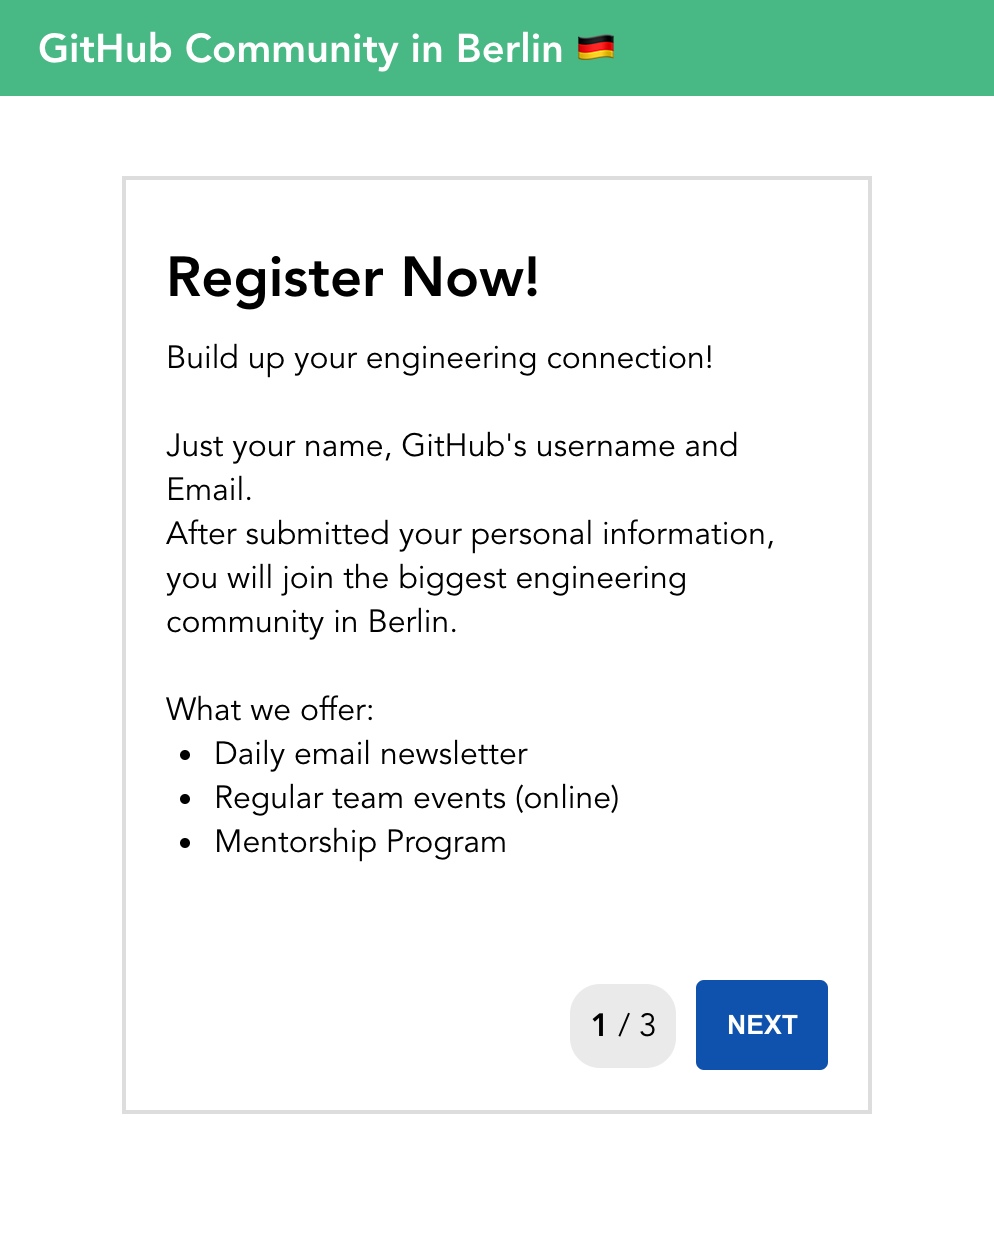 GitHub Community in Berlin 🇩🇪
Register Now!
Build up your engineering connection!
Just your name, GitHub's username and
Email.
After submitted your personal information,
you will join the biggest engineering
community in Berlin.
What we offer:
• Daily email newsletter
• Regular team events (online)
• Mentorship Program
1 / 3
NEXT